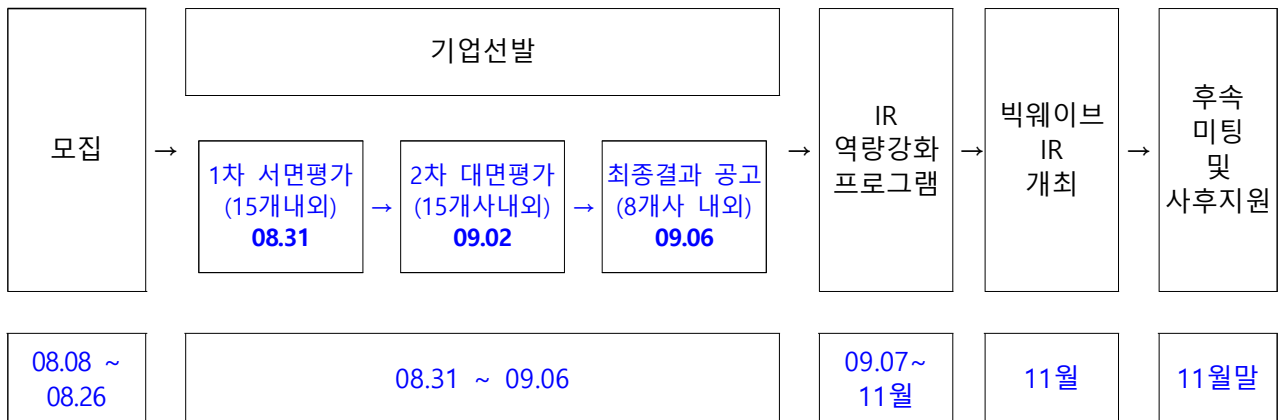 모집
→
기업선발
1차 서면평가
(15개내외)
08.31
→
2차 대면평가
(15개사내외)
09.02
→
최종결과 공고
(8개사 내외)
09.06
→
IR
역량강화
프로그램
→
빅웨이브
IR
개최
→
후속
미팅
및
사후지원
08.08 ~
08.26
08.31 ~ 09.06
09.07~
11월
11월
11월말